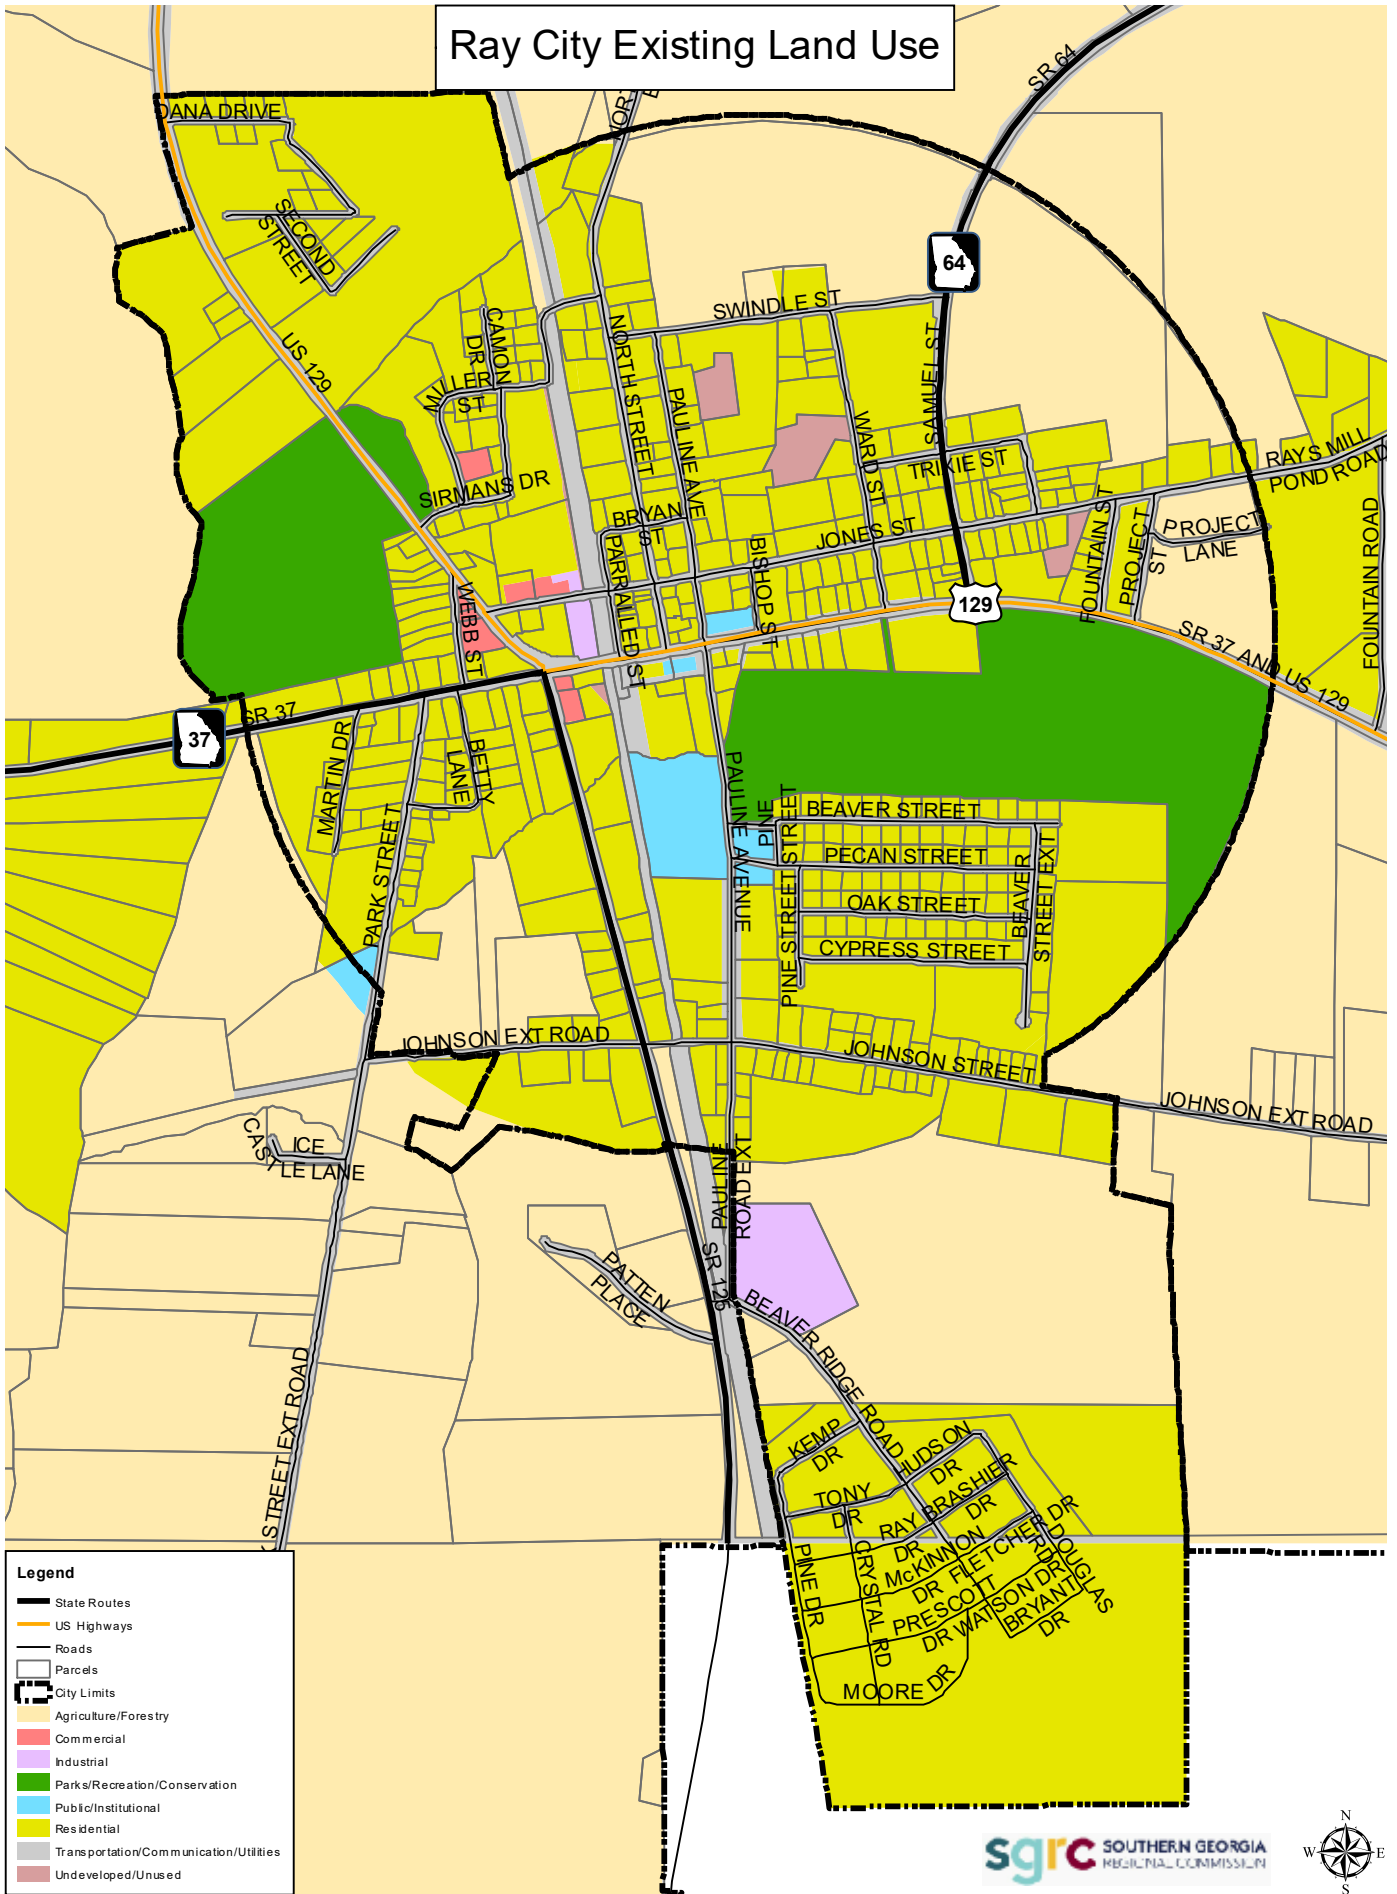 Ray City Existing Land Use
SR 64
DANA DRIVE
SECOND
STREET
64
SWINDLE ST
CAMON
DR
US 129
MILLER
ST
NORTH STREET
PAULINE AVE
SAMUEL ST
WARD ST
TRIXIE ST
RAYS MILL
POND ROAD
SIRMANS DR
BRYAN
ST
JONES ST
FOUNTAIN ST
PROJECT
ST
PROJECT
LANE
FOUNTAIN ROAD
PARRALLED ST
BISHOP ST
WEBB ST
129
SR 37 AND US 129
SR 37
37
MARTIN DR
BETTY
LANE
PARK STREET
PAULINE AVENUE
PINE
PINE STREET STREET
BEAVER STREET
PECAN STREET
OAK STREET
CYPRESS STREET
BEAVER
STREET EXT
JOHNSON EXT ROAD
JOHNSON STREET
JOHNSON EXT ROAD
ICE
CASTLE LANE
PAULINE
ROAD EXT
SR 125
PATTEN
PLACE
BEAVER RIDGE ROAD
STREET EXT ROAD
KEMP
DR
HUDSON
DR
TONY
DR
RAY BRASHIER
DR
DR
McKINNON
DR
FLETCHER DR
RD
DOUGLAS
PINE DR
CRYSTAL RD
PRESCOTT
DR
WATSON DR
BRYANT
DR
MOORE DR
Legend
State Routes
US Highways
Roads
Parcels
City Limits
Agriculture/Forestry
Commercial
Industrial
Parks/Recreation/Conservation
Public/Institutional
Residential
Transportation/Communication/Utilities
Undeveloped/Unused
sgrc
SOUTHERN GEORGIA
REGIONAL COMMISSION
N
W
E
S